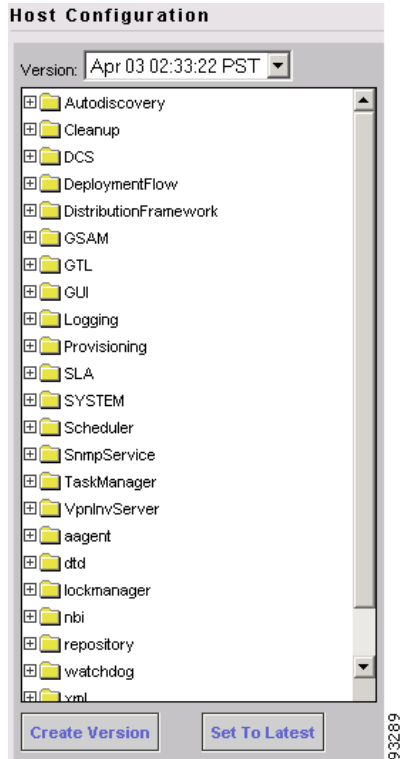 Host Configuration
Version: Apr 03 02:33:22 PST
Autodiscovery
Cleanup
DCS
DeploymentFlow
DistributionFramework
GSAM
GTL
GUI
Logging
Provisioning
SLA
SYSTEM
Scheduler
SnmpService
TaskManager
VpnInvServer
aagent
dtd
lockmanager
nbi
repository
watchdog
xml
Create Version Set To Latest
93289